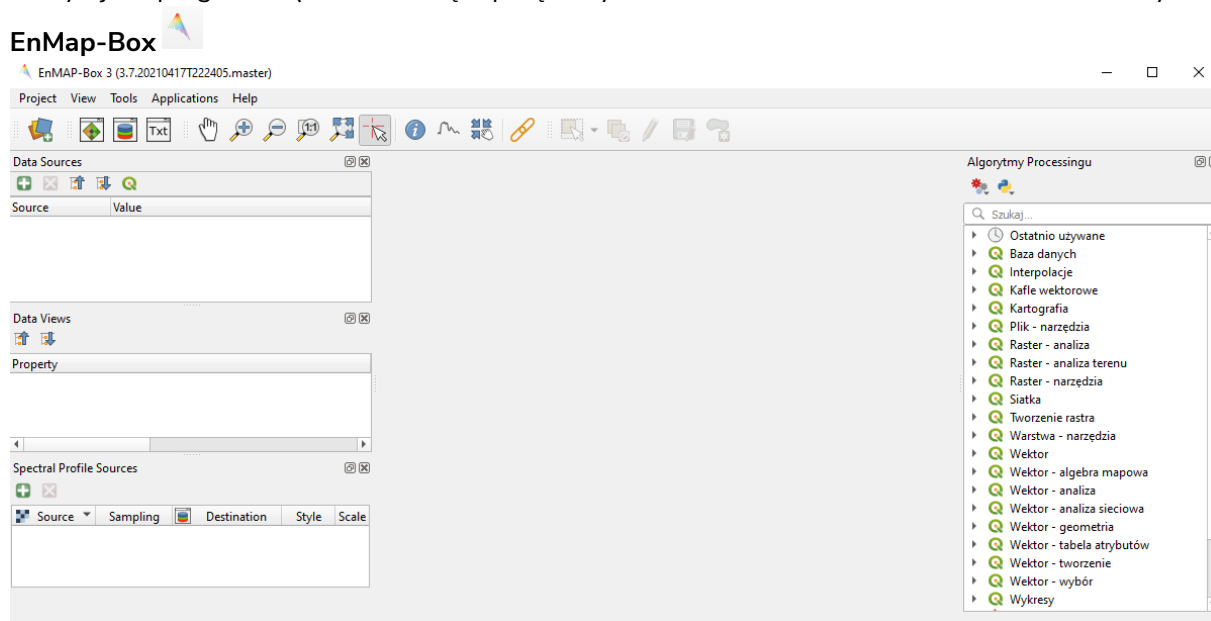 EnMap-Box
EnMAP-Box 3 (3.7.20210417T222405.master)
Project View Tools Applications Help
Txt
1:1
Data Sources
Source Value
Data Views
Property
Spectral Profile Sources
Source Sampling Destination Style Scale
Algorytmy Processingu
Szukaj...
Ostatnio używane
Baza danych
Interpolacje
Kafle wektorowe
Kartografia
Plik - narzędzia
Raster - analiza
Raster - analiza terenu
Raster - narzędzia
Siatka
Tworzenie rastra
Warstwa - narzędzia
Wektor
Wektor - algebra mapowa
Wektor - analiza
Wektor - analiza sieciowa
Wektor - geometria
Wektor - tabela atrybutów
Wektor - tworzenie
Wektor - wybór
Wykresy